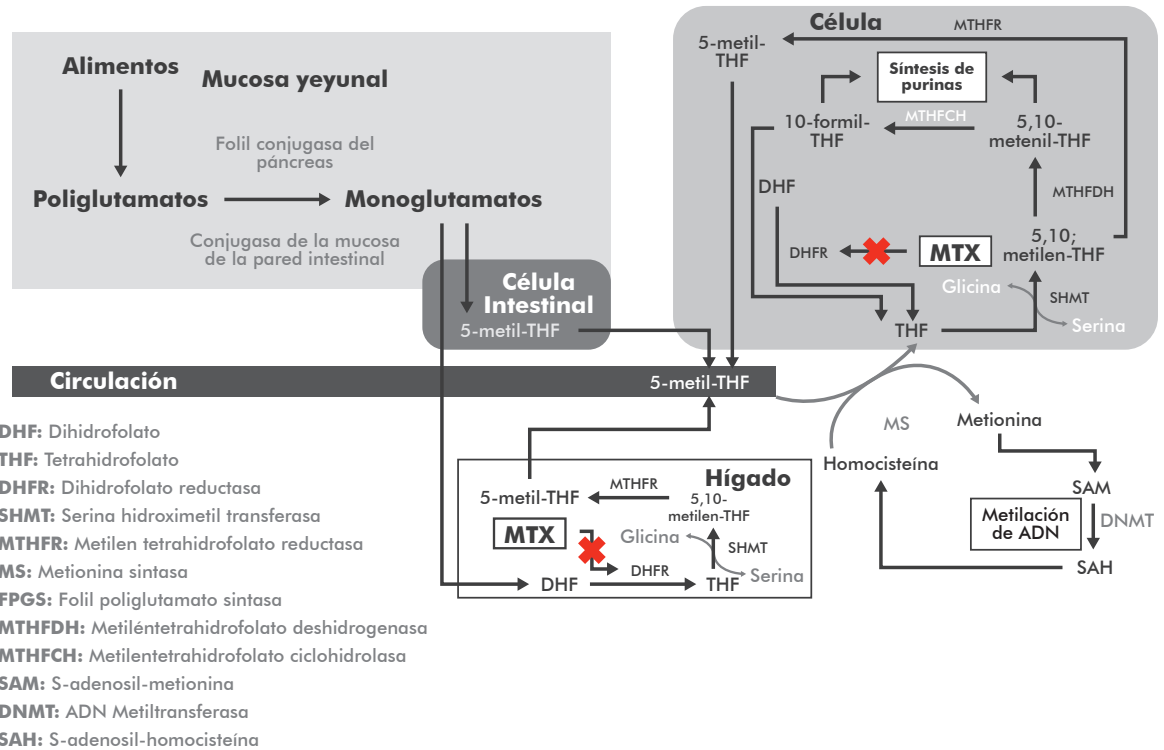 Alimentos
Mucosa yeyunal
Folil conjugasa del
páncreas
Poliglutamatos
Monoglutamatos
Conjugasa de la mucosa
de la pared intestinal
Célula
Intestinal
5-metil-THF
Célula
MTHFR
5-metil-
THF
Síntesis de
purinas
10-formil-
THF
MTHFCH
5,10-
metenil-THF
DHF
MTHFDH
DHFR
MTX
5,10;
metilen-THF
Glicina
SHMT
Serina
THF
Circulación
5-metil-THF
MS
Metionina
Homocisteína
SAM
Metilación
de ADN
DNMT
SAH
Hígado
5-metil-THF
MTHFR
5,10-
metilen-THF
MTX
Glicina
SHMT
DHFR
Serina
DHF
THF
DHF: Dihidrofolato
THF: Tetrahidrofolato
DHFR: Dihidrofolato reductasa
SHMT: Serina hidroximetil transferasa
MTHFR: Metilen tetrahidrofolato reductasa
MS: Metionina sintasa
FPGS: Folil poliglutamato sintasa
MTHFDH: Metiléntetrahidrofolato deshidrogenasa
MTHFCH: Metilentetrahidrofolato ciclohidrolasa
SAM: S-adenosil-metionina
DNMT: ADN Metiltransferasa
SAH: S-adenosil-homocisteína